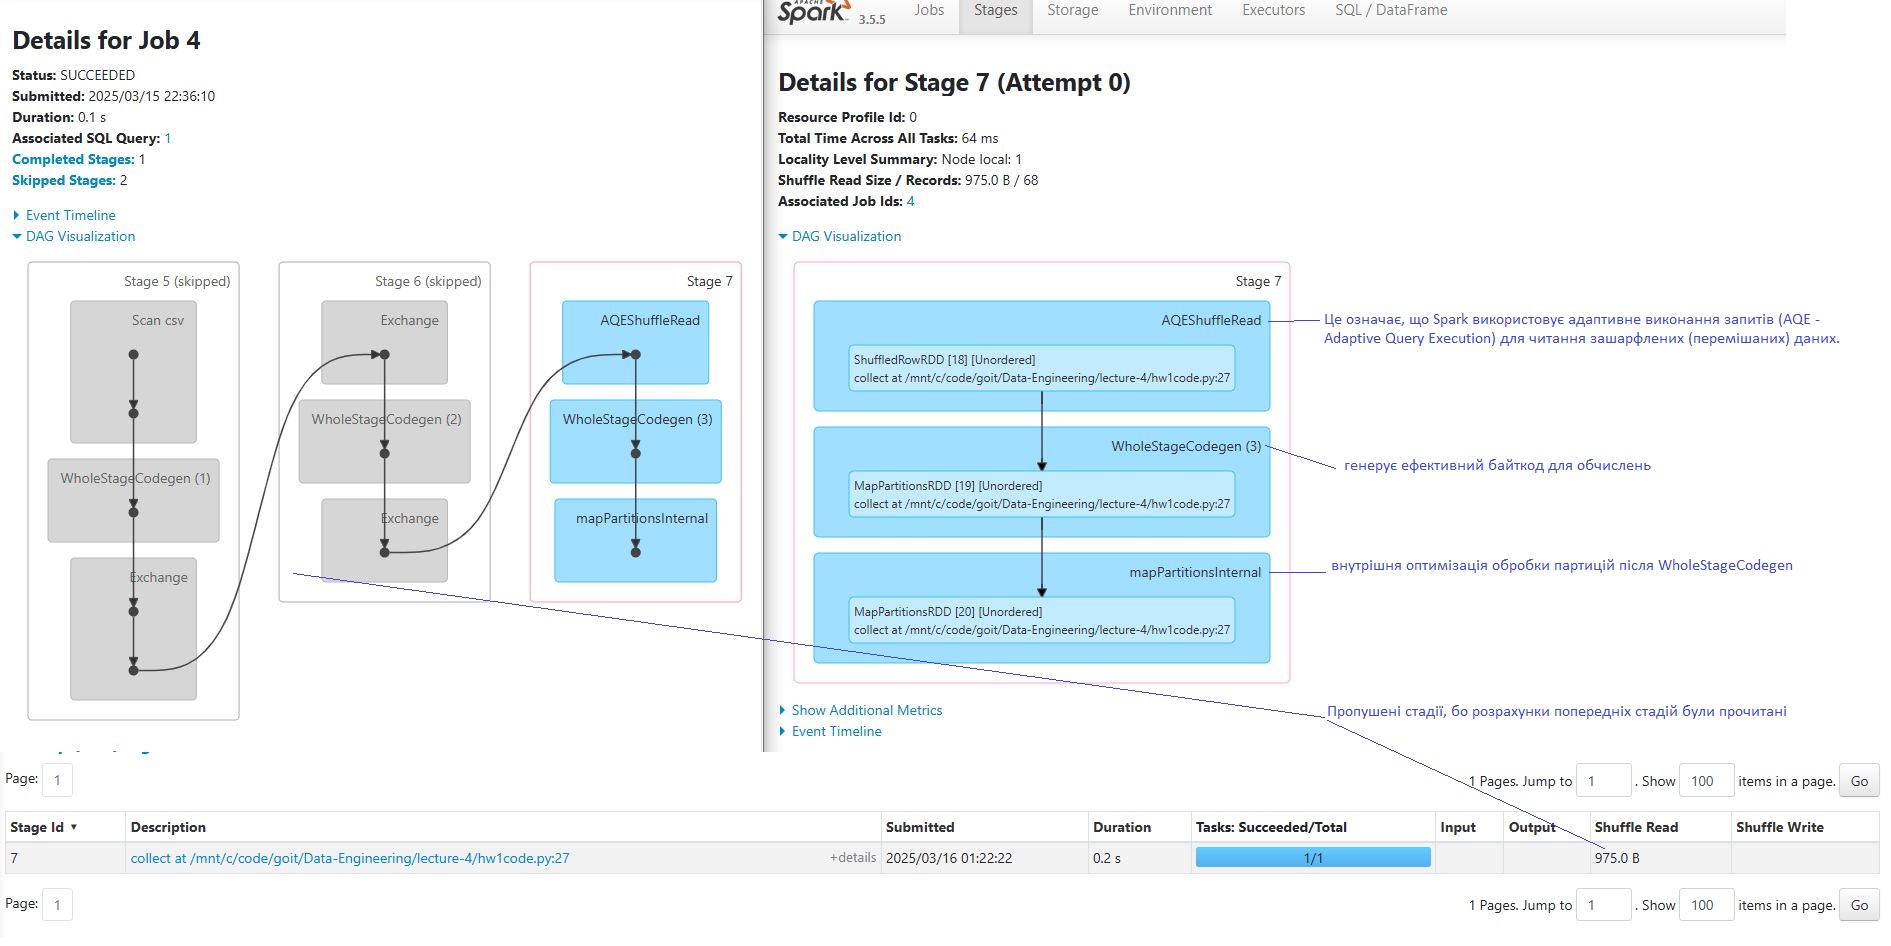 Details for Job 4
Status: SUCCEEDED
Submitted: 2025/03/15 22:36:10
Duration: 0.1 s
Associated SQL Query: 1
Completed Stages: 1
Skipped Stages: 2
Event Timeline
DAG Visualization
Stage 5 (skipped)
Scan csv
WholeStageCodegen (1)
Exchange
Stage 6 (skipped)
Exchange
WholeStageCodegen (2)
Exchange
Stage 7
AQEShuffleRead
WholeStageCodegen (3)
mapPartitionsInternal
APACHE
Spark 3.5.5 Jobs Stages Storage Environment Executors SQL / DataFrame
Details for Stage 7 (Attempt 0)
Resource Profile Id: 0
Total Time Across All Tasks: 64 ms
Locality Level Summary: Node local: 1
Shuffle Read Size / Records: 975.0 B / 68
Associated Job Ids: 4
DAG Visualization
Stage 7
AQEShuffleRead
ShuffledRowRDD [18] [Unordered]
collect at /mnt/c/code/goit/Data-Engineering/lecture-4/hw1code.py:27
WholeStageCodegen (3)
MapPartitionsRDD [19] [Unordered]
collect at /mnt/c/code/goit/Data-Engineering/lecture-4/hw1code.py:27
mapPartitionsInternal
MapPartitionsRDD [20] [Unordered]
collect at /mnt/c/code/goit/Data-Engineering/lecture-4/hw1code.py:27
Show Additional Metrics
Event Timeline
Це означає, що Spark використовує адаптивне виконання запитів (AQE -
Adaptive Query Execution) для читання зашарфлених (перемішаних) даних.
генерує ефективний байткод для обчислень
внутрішня оптимізація обробки партицій після WholeStageCodegen
Пропушені стадії, бо розрахунки попередніх стадій були прочитані
Page: 1 1 Pages. Jump to 1 . Show 100 items in a page. Go
Stage Id Description Submitted Duration Tasks: Succeeded/Total Input Output Shuffle Read Shuffle Write
7 collect at /mnt/c/code/goit/Data-Engineering/lecture-4/hw1code.py:27 +details 2025/03/16 01:22:22 0.2 s 1/1 975.0 B
Page: 1 1 Pages. Jump to 1 . Show 100 items in a page. Go